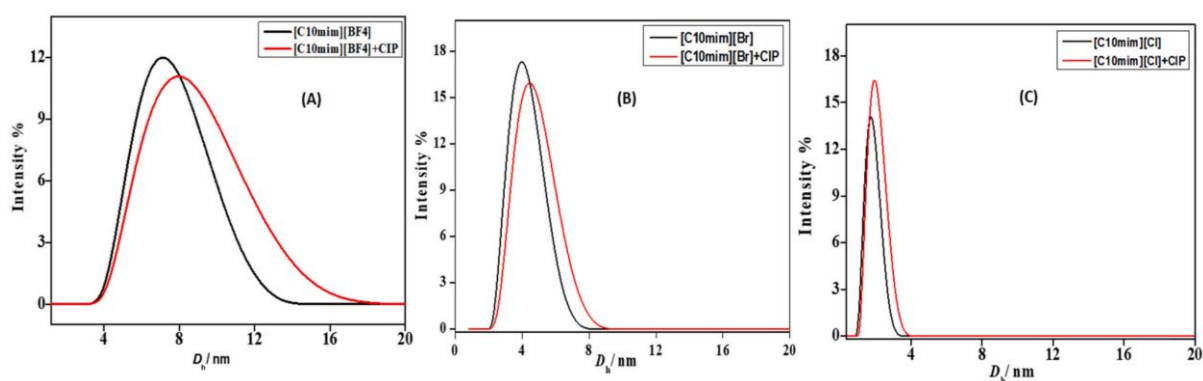 [C10mim][BF4]
[C10mim][BF4]+CIP
(A)
Intensity %
12
9
6
3
0
4
8
12
16
20
Dh/ nm
[C10mim][Br]
[C10mim][Br]+CIP
(B)
Intensity %
18
15
12
9
6
3
0
0
4
8
12
16
20
Dh/ nm
[C10mim][Cl]
[C10mim][Cl]+CIP
(C)
Intensity %
18
15
12
9
6
3
0
4
8
12
16
20
Dh/ nm